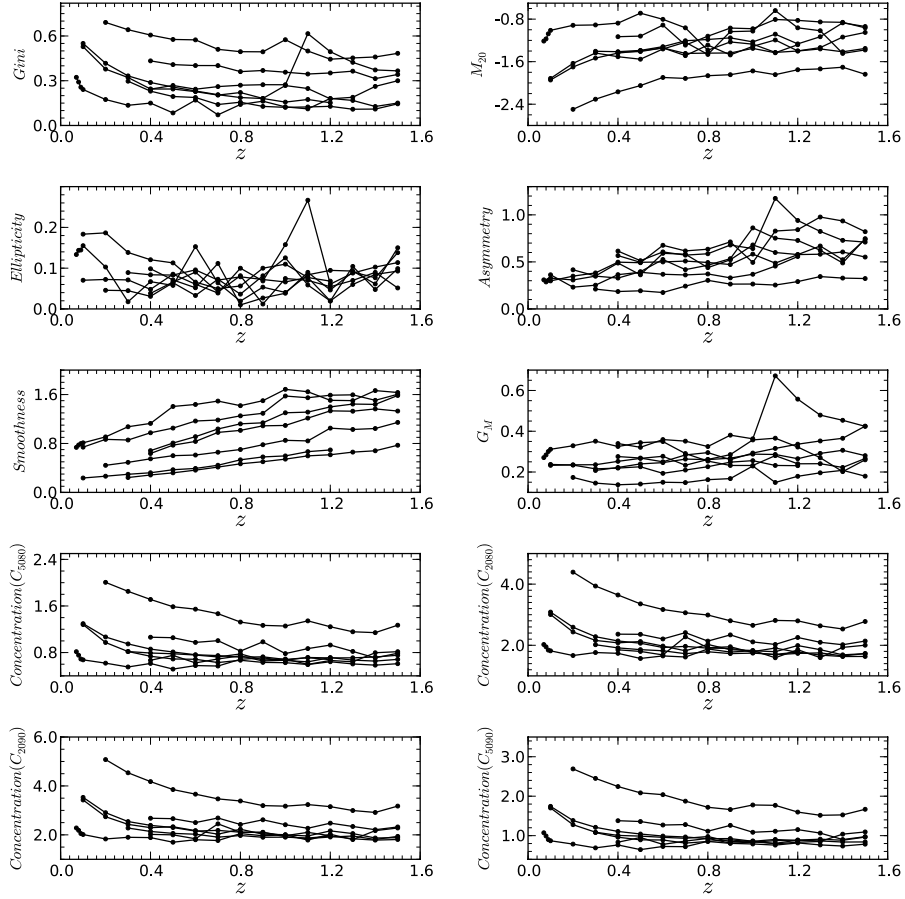 Gini
0.6
0.3
0.0
0.0 0.4 0.8 1.2 1.6
z
M20
-0.8
-1.6
-2.4
0.0 0.4 0.8 1.2 1.6
z
Ellipticity
0.2
0.1
0.0
0.0 0.4 0.8 1.2 1.6
z
Asymmetry
1.0
0.5
0.0
0.0 0.4 0.8 1.2 1.6
z
Smoothness
1.6
0.8
0.0
0.0 0.4 0.8 1.2 1.6
z
GM
0.6
0.4
0.2
0.0 0.4 0.8 1.2 1.6
z
Concentration(C5080)
2.4
1.6
0.8
0.0 0.4 0.8 1.2 1.6
z
Concentration(C2080)
4.0
2.0
0.0 0.4 0.8 1.2 1.6
z
Concentration(C2090)
6.0
4.0
2.0
0.0 0.4 0.8 1.2 1.6
z
Concentration(C5090)
3.0
2.0
1.0
0.0 0.4 0.8 1.2 1.6
z